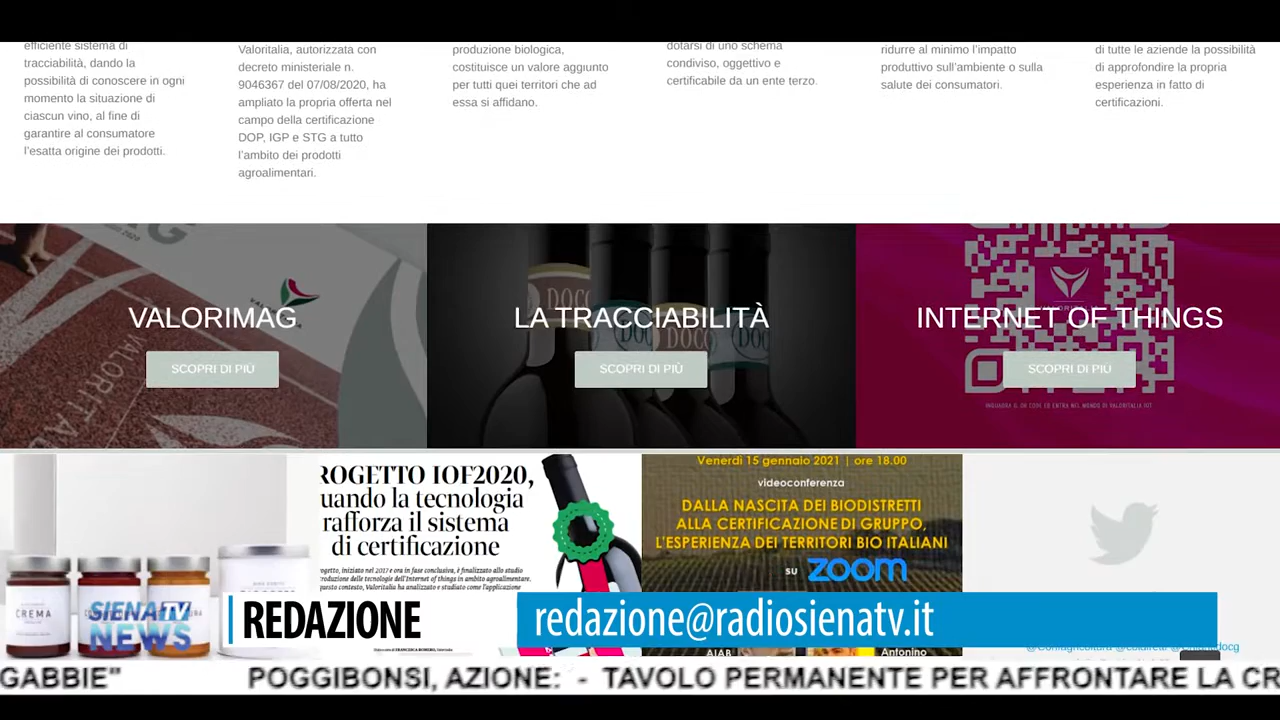 efficiente sistema di
tracciabilità, dando la
possibilità di conoscere in ogni
momento la situazione di
ciascun vino, al fine di
garantire al consumatore
l'esatta origine dei prodotti.
Valoritalia, autorizzata con
decreto ministeriale n.
9046367 del 07/08/2020, ha
ampliato la propria offerta nel
campo della certificazione
DOP, IGP e STG a tutto
l'ambito dei prodotti
agroalimentari.
produzione biologica,
costituisce un valore aggiunto
per tutti quei territori che ad
essa si affidano.
dotarsi di uno schema
condiviso, oggettivo e
certificabile da un ente terzo.
ridurre al minimo l'impatto
produttivo sull'ambiente o sulla
salute dei consumatori.
di tutte le aziende la possibilità
di approfondire la propria
esperienza in fatto di
certificazioni.
VALORIMAG
SCOPRI DI PIÙ
LA TRACCIABILITÀ
SCOPRI DI PIÙ
INTERNET OF THINGS
SCOPRI DI PIÙ
ROGETTO IOF2020,
uando la tecnologia
rafforza il sistema
di certificazione
Venerdì 15 gennaio 2021 | ore 18.00
videoconferenza
DALLA NASCITA DEI BIODISTRETTI
ALLA CERTIFICAZIONE DI GRUPPO,
L'ESPERIENZA DEI TERRITORI BIO ITALIANI
SU zoom
AIAB
Antonino
CREMA
SIENA TV
NEWS
REDAZIONE
redazione@radiosienatv.it
GABBIE" POGGIBONSI, AZIONE: - TAVOLO PERMANENTE PER AFFRONTARE LA CR